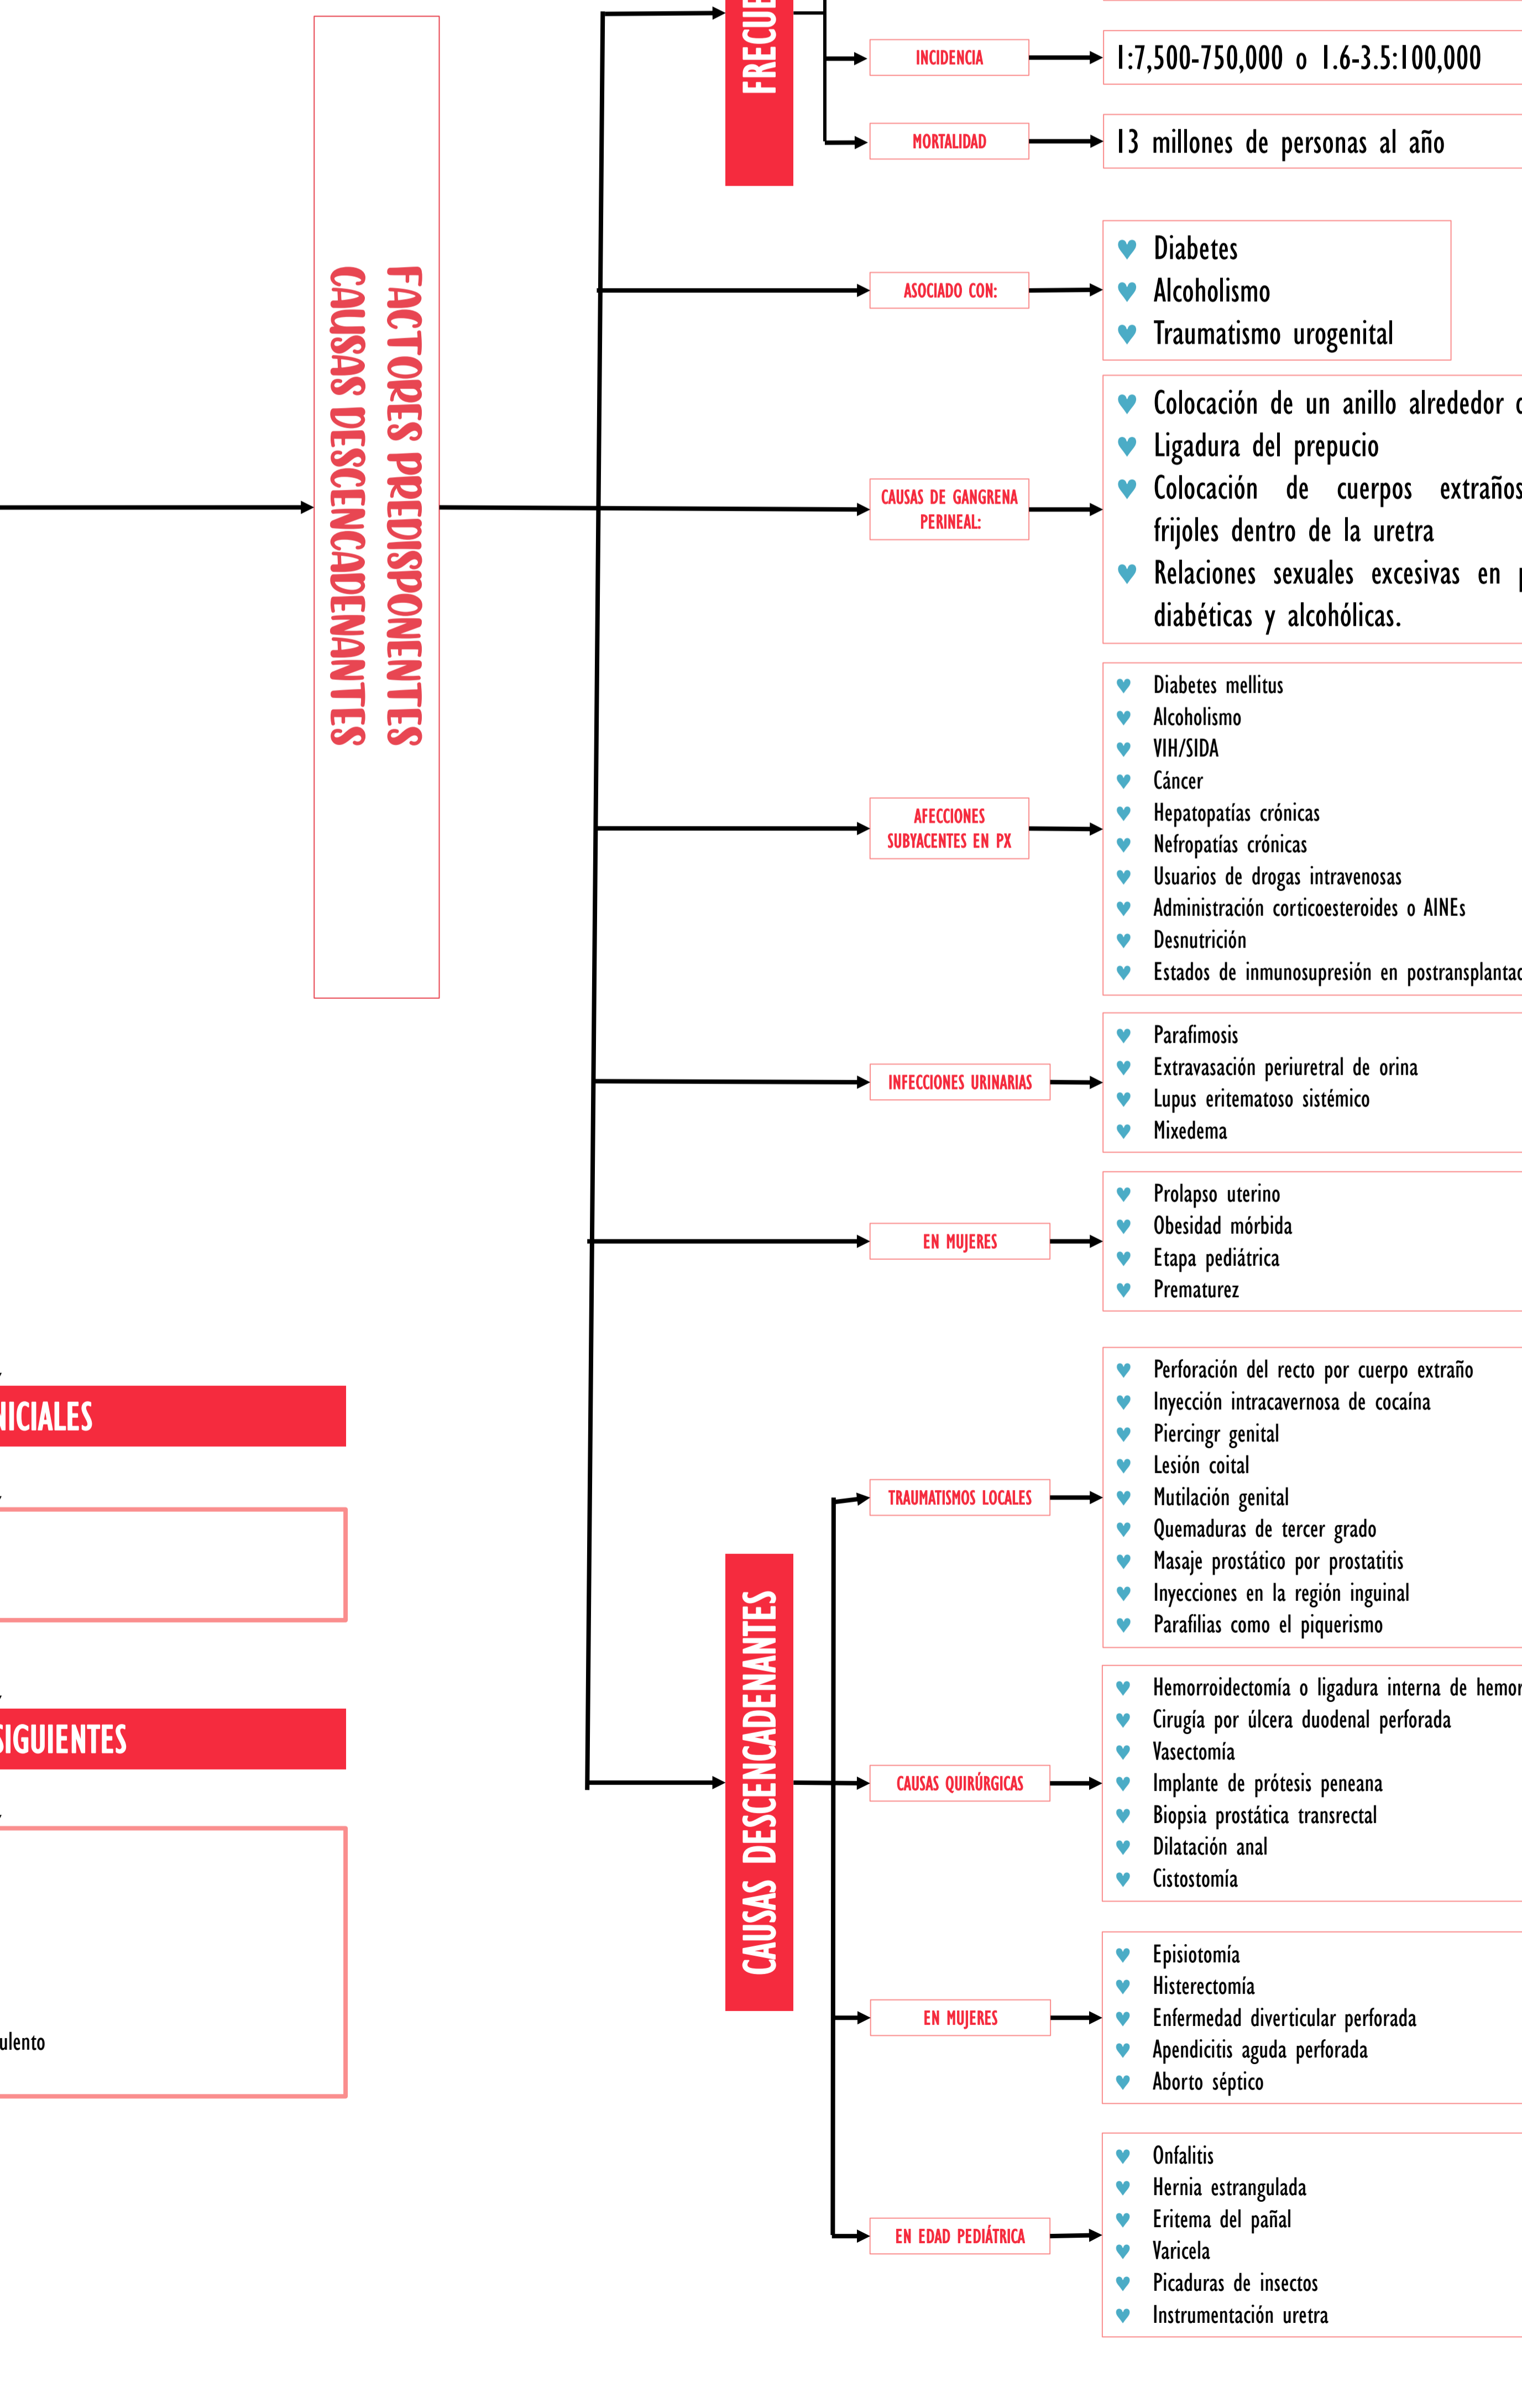 FRECUE
INCIDENCIA
1:7,500-750,000 o 1.6-3.5:100,000
MORTALIDAD
13 millones de personas al año
FACTORES PREDISPONENTES
CAUSAS DESCENCADENANTES
ASOCIADO CON:
♥ Diabetes
♥ Alcoholismo
♥ Traumatismo urogenital
CAUSAS DE GANGRENA
PERINEAL:
♥ Colocación de un anillo alrededor
♥ Ligadura del prepucio
♥ Colocación de cuerpos extraños
frijoles dentro de la uretra
♥ Relaciones sexuales excesivas en
diabéticas y alcohólicas.
AFECCIONES
SUBYACENTES EN PX
♥ Diabetes mellitus
♥ Alcoholismo
♥ VIH/SIDA
♥ Cáncer
♥ Hepatopatías crónicas
♥ Nefropatías crónicas
♥ Usuarios de drogas intravenosas
♥ Administración corticoesteroides o AINEs
♥ Desnutrición
♥ Estados de inmunosupresión en postransplantad
INFECCIONES URINARIAS
♥ Parafimosis
♥ Extravasación periuretral de orina
♥ Lupus eritematoso sistémico
♥ Mixedema
EN MUJERES
♥ Prolapso uterino
♥ Obesidad mórbida
♥ Etapa pediátrica
♥ Prematurez
NICIALES
SIGUIENTES
ulento
CAUSAS DESCENCADENANTES
TRAUMATISMOS LOCALES
♥ Perforación del recto por cuerpo extraño
♥ Inyección intracavernosa de cocaína
♥ Piercingr genital
♥ Lesión coital
♥ Mutilación genital
♥ Quemaduras de tercer grado
♥ Masaje prostático por prostatitis
♥ Inyecciones en la región inguinal
♥ Parafilias como el piquerismo
CAUSAS QUIRÚRGICAS
♥ Hemorroidectomía o ligadura interna de hemor
♥ Cirugía por úlcera duodenal perforada
♥ Vasectomía
♥ Implante de prótesis peneana
♥ Biopsia prostática transrectal
♥ Dilatación anal
♥ Cistostomía
EN MUJERES
♥ Episiotomía
♥ Histerectomía
♥ Enfermedad diverticular perforada
♥ Apendicitis aguda perforada
♥ Aborto séptico
EN EDAD PEDIÁTRICA
♥ Onfalitis
♥ Hernia estrangulada
♥ Eritema del pañal
♥ Varicela
♥ Picaduras de insectos
♥ Instrumentación uretra